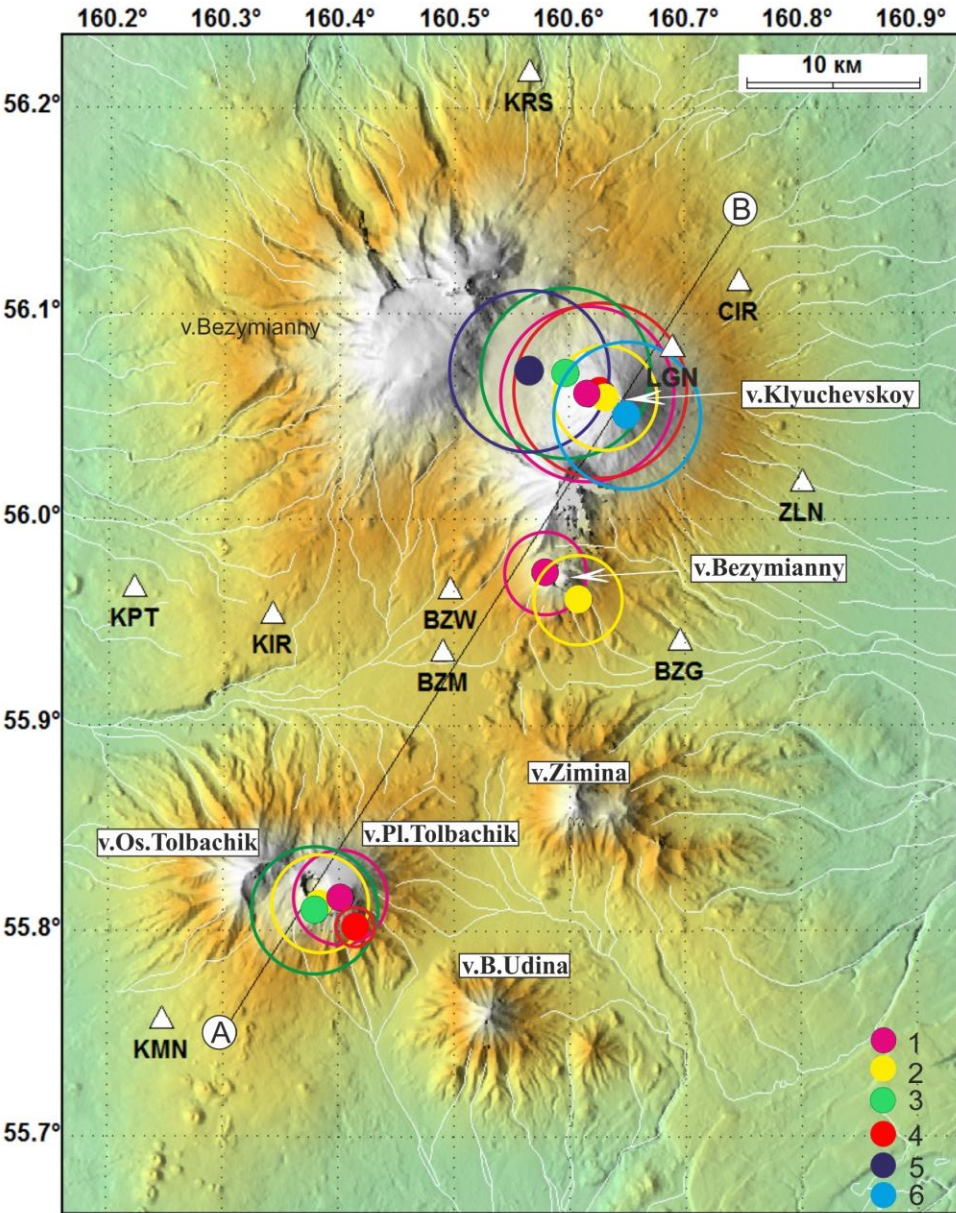 160.2° 160.3° 160.4° 160.5° 160.6° 160.7° 160.8° 160.9°
10 км
56.2°
KRS
B
56.1°
CIR
v.Bezymianny
LGN
v.Klyuchevskoy
56.0°
ZLN
v.Bezymianny
KPT
KIR
BZW
BZM
BZG
55.9°
v.Zimina
v.Os.Tolbachik
v.Pl.Tolbachik
55.8°
v.B.Udina
A
KMN
1
2
3
55.7°
4
5
6